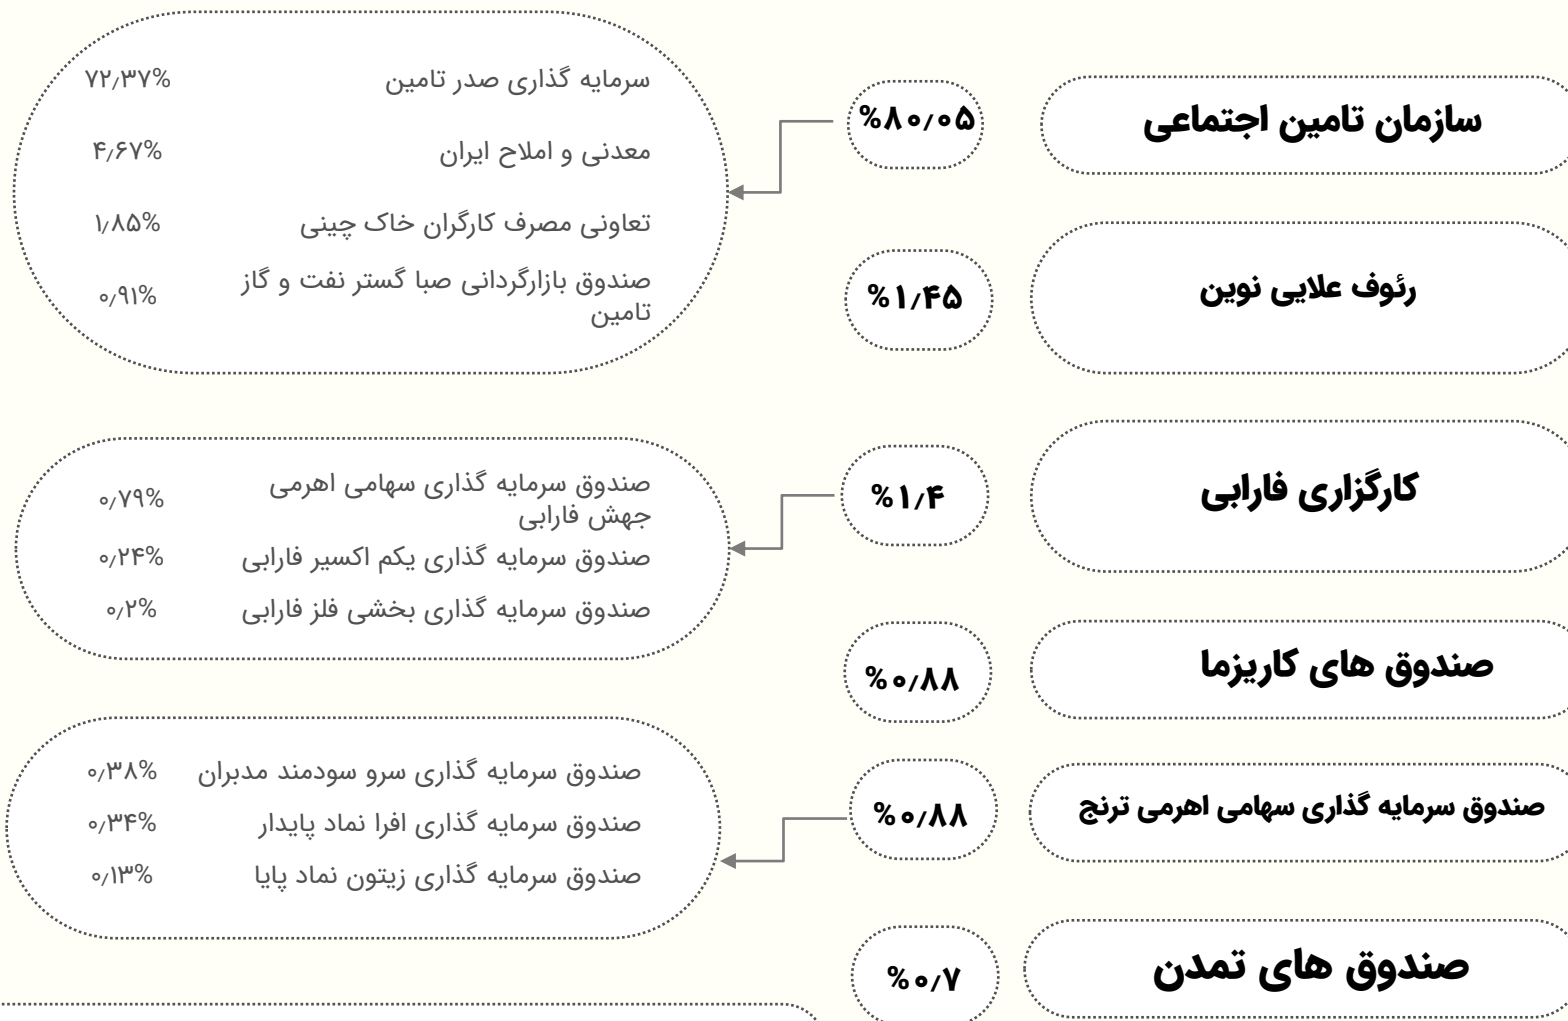 سازمان تامین اجتماعی
%۸۰٫۰۵
سرمایه گذاری صدر تامین
۷۲٫۳۷%
معدنی و املاح ایران
۴٫۶۷%
تعاونی مصرف کارگران خاک چینی
۱٫۸۵%
صندوق بازارگردانی صبا گستر نفت و گاز
تامین
۰٫۹۱%
رئوف علایی نوین
%۱٫۴۵
کارگزاری فارابی
%۱٫۴
صندوق سرمایه گذاری سهامی اهرمی
جهش فارابی
۰٫۷۹%
صندوق سرمایه گذاری یکم اکسیر فارابی
۰٫۲۴%
صندوق سرمایه گذاری بخشی فلز فارابی
۰٫۲%
صندوق های کاریزما
%۰٫۸۸
صندوق سرمایه گذاری سهامی اهرمی ترنج
%۰٫۸۸
صندوق سرمایه گذاری سرو سودمند مدبران
۰٫۳۸%
صندوق سرمایه گذاری افرا نماد پایدار
۰٫۳۴%
صندوق سرمایه گذاری زیتون نماد پایا
۰٫۱۳%
صندوق های تمدن
%۰٫۷